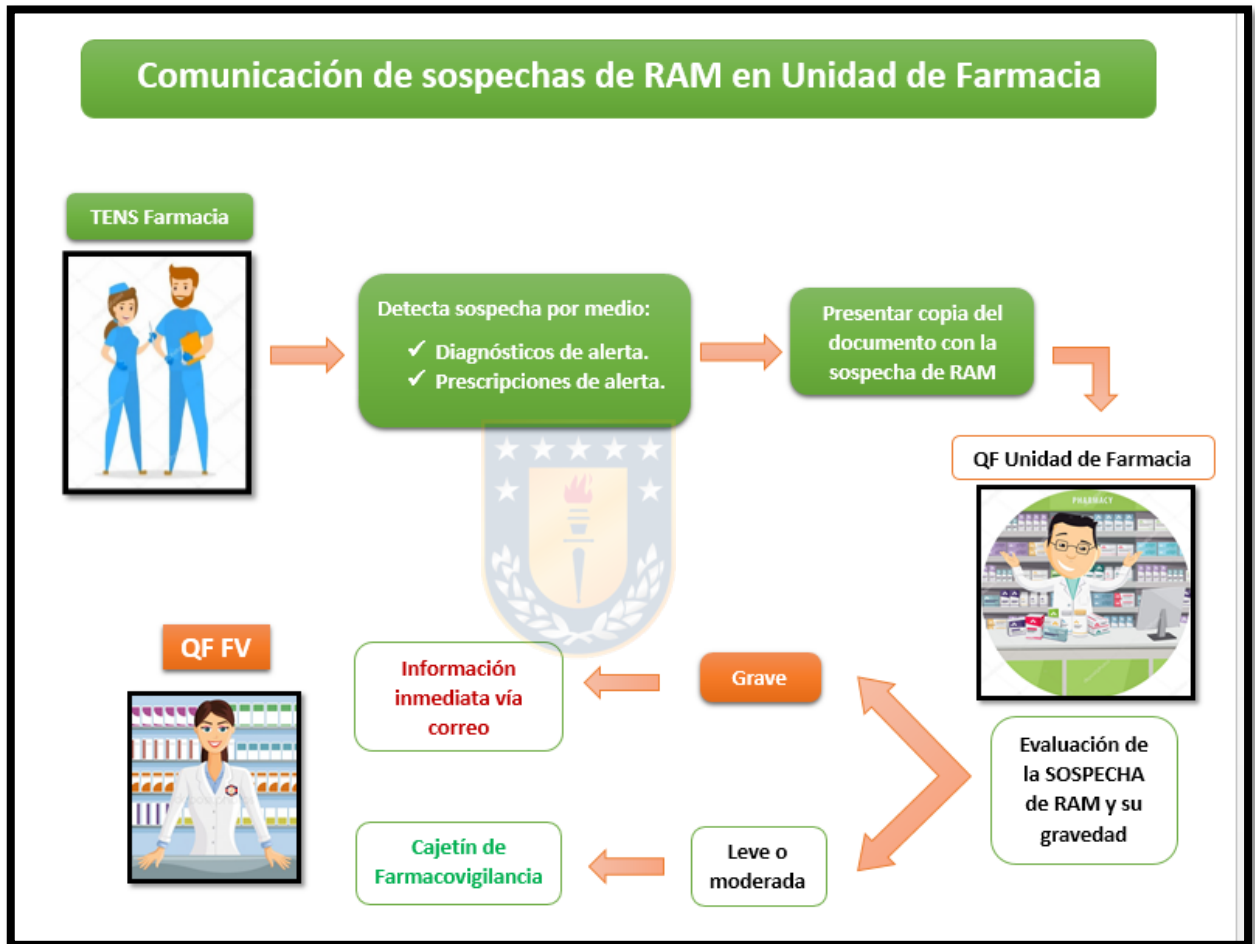 Comunicación de sospechas de RAM en Unidad de Farmacia
TENS Farmacia
Detecta sospecha por medio:
✓ Diagnósticos de alerta.
✓ Prescripciones de alerta.
Presentar copia del
documento con la
sospecha de RAM
QF Unidad de Farmacia
PHARMACY
Evaluación de
la SOSPECHA
de RAM y su
gravedad
Grave
Información
inmediata vía
correo
QF FV
Leve o
moderada
Cajetín de
Farmacovigilancia